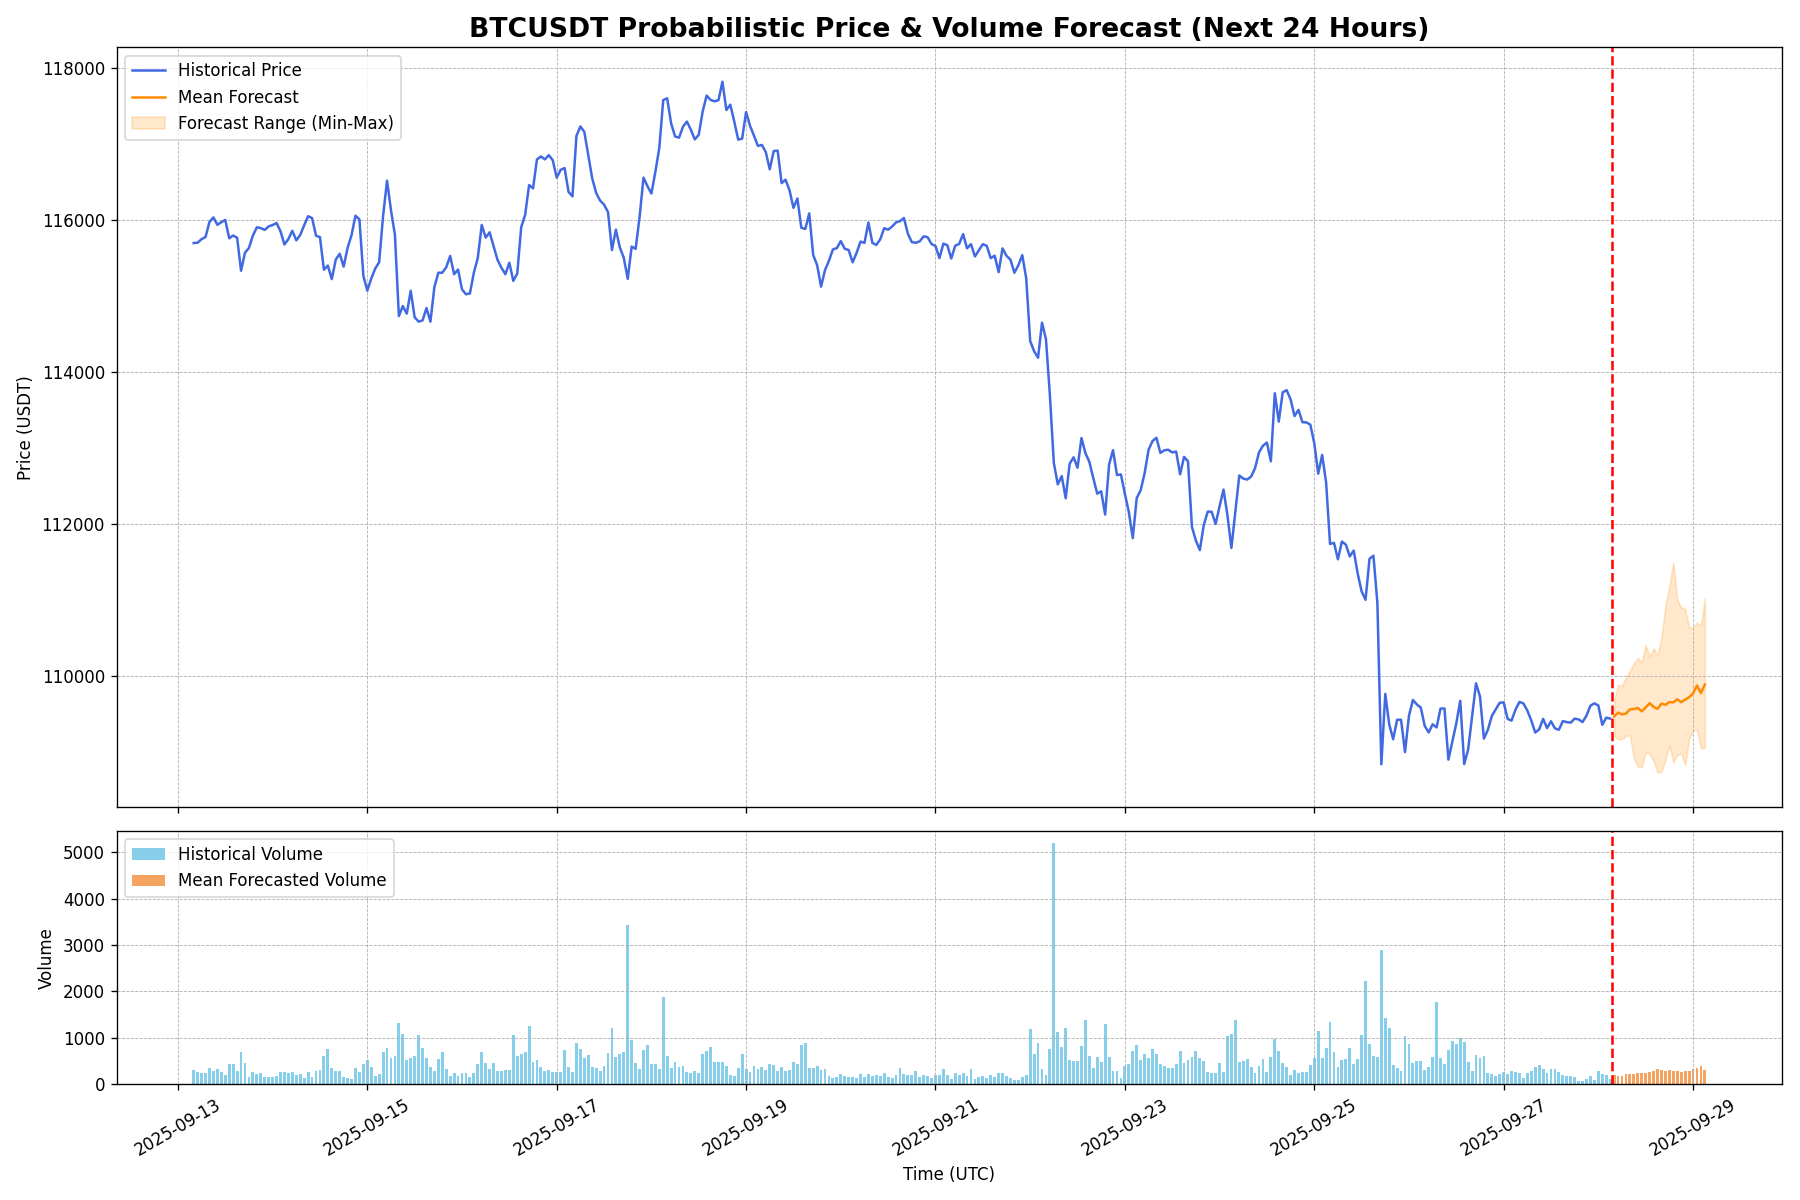 BTCUSDT Probabilistic Price & Volume Forecast (Next 24 Hours)
Historical Price
Mean Forecast
Forecast Range (Min-Max)
118000
116000
114000
112000
110000
Price (USDT)
Historical Volume
Mean Forecasted Volume
5000
4000
3000
2000
1000
0
Volume
2025-09-13
2025-09-15
2025-09-17
2025-09-19
2025-09-21
2025-09-23
2025-09-25
2025-09-27
2025-09-29
Time (UTC)